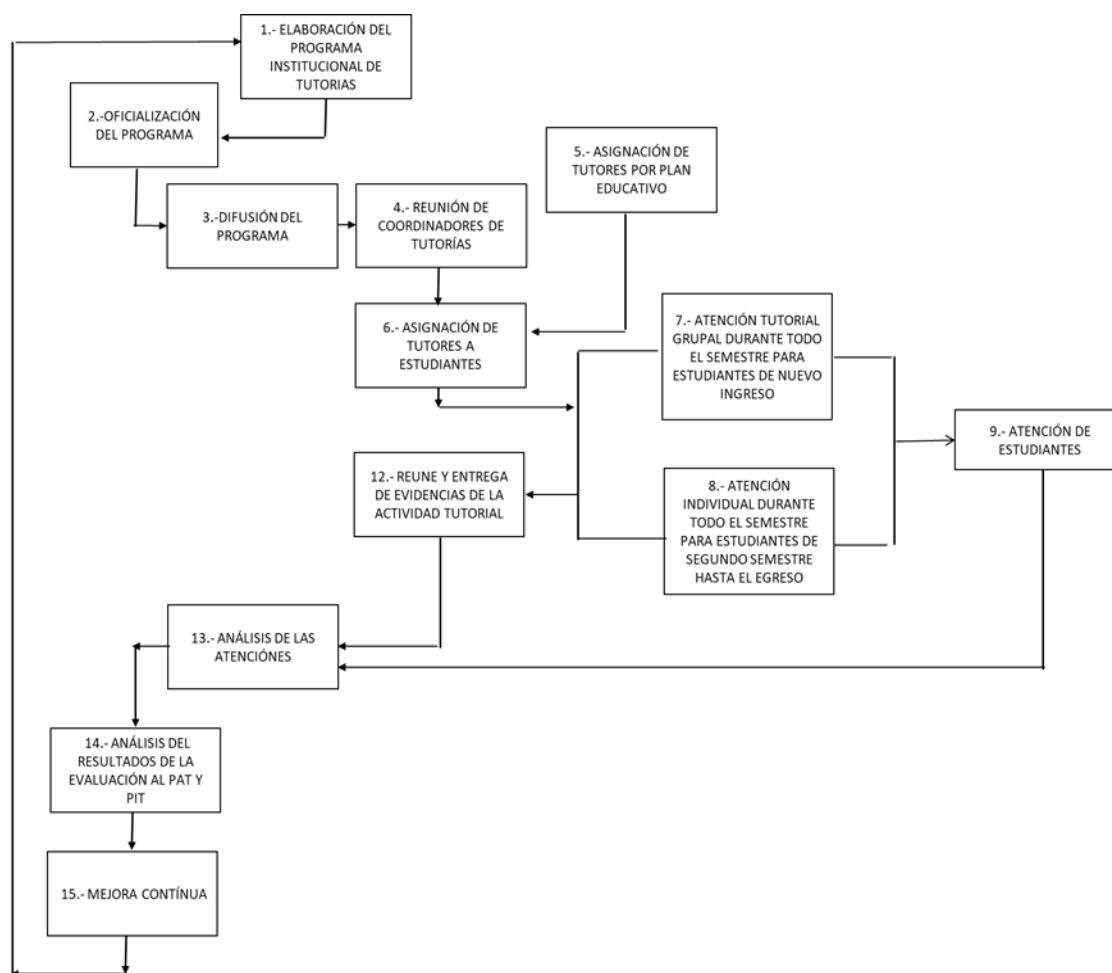 1.- ELABORACIÓN DEL
PROGRAMA
INSTITUCIONAL DE
TUTORIAS
2.-OFICIALIZACIÓN
DEL PROGRAMA
3.-DIFUSIÓN DEL
PROGRAMA
4.- REUNIÓN DE
COORDINADORES DE
TUTORÍAS
5.- ASIGNACIÓN DE
TUTORES POR PLAN
EDUCATIVO
6.- ASIGNACIÓN DE
TUTORES A
ESTUDIANTES
7.- ATENCIÓN TUTORIAL
GRUPAL DURANTE TODO
EL SEMESTRE PARA
ESTUDIANTES DE NUEVO
INGRESO
8.- ATENCIÓN
INDIVIDUAL DURANTE
TODO EL SEMESTRE
PARA ESTUDIANTES DE
SEGUNDO SEMESTRE
HASTA EL EGRESO
9.- ATENCIÓN DE
ESTUDIANTES
12.- REUNE Y ENTREGA
DE EVIDENCIAS DE LA
ACTIVIDAD TUTORIAL
13.- ANÁLISIS DE LAS
ATENCIÓNES
14.- ANÁLISIS DEL
RESULTADOS DE LA
EVALUACIÓN AL PAT Y
PIT
15.- MEJORA CONTÍNUA